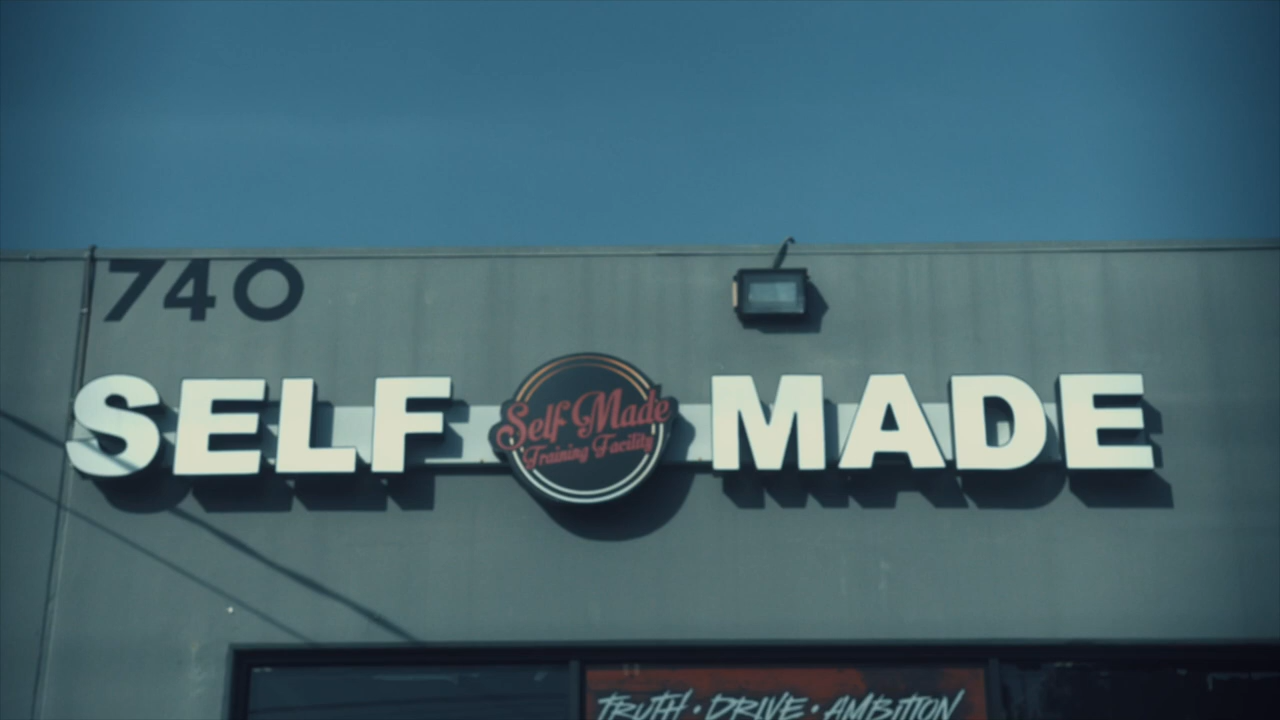 740
SELF MADE
Self Made
Training Facility
TRUTH • DRIVE • AMBITION